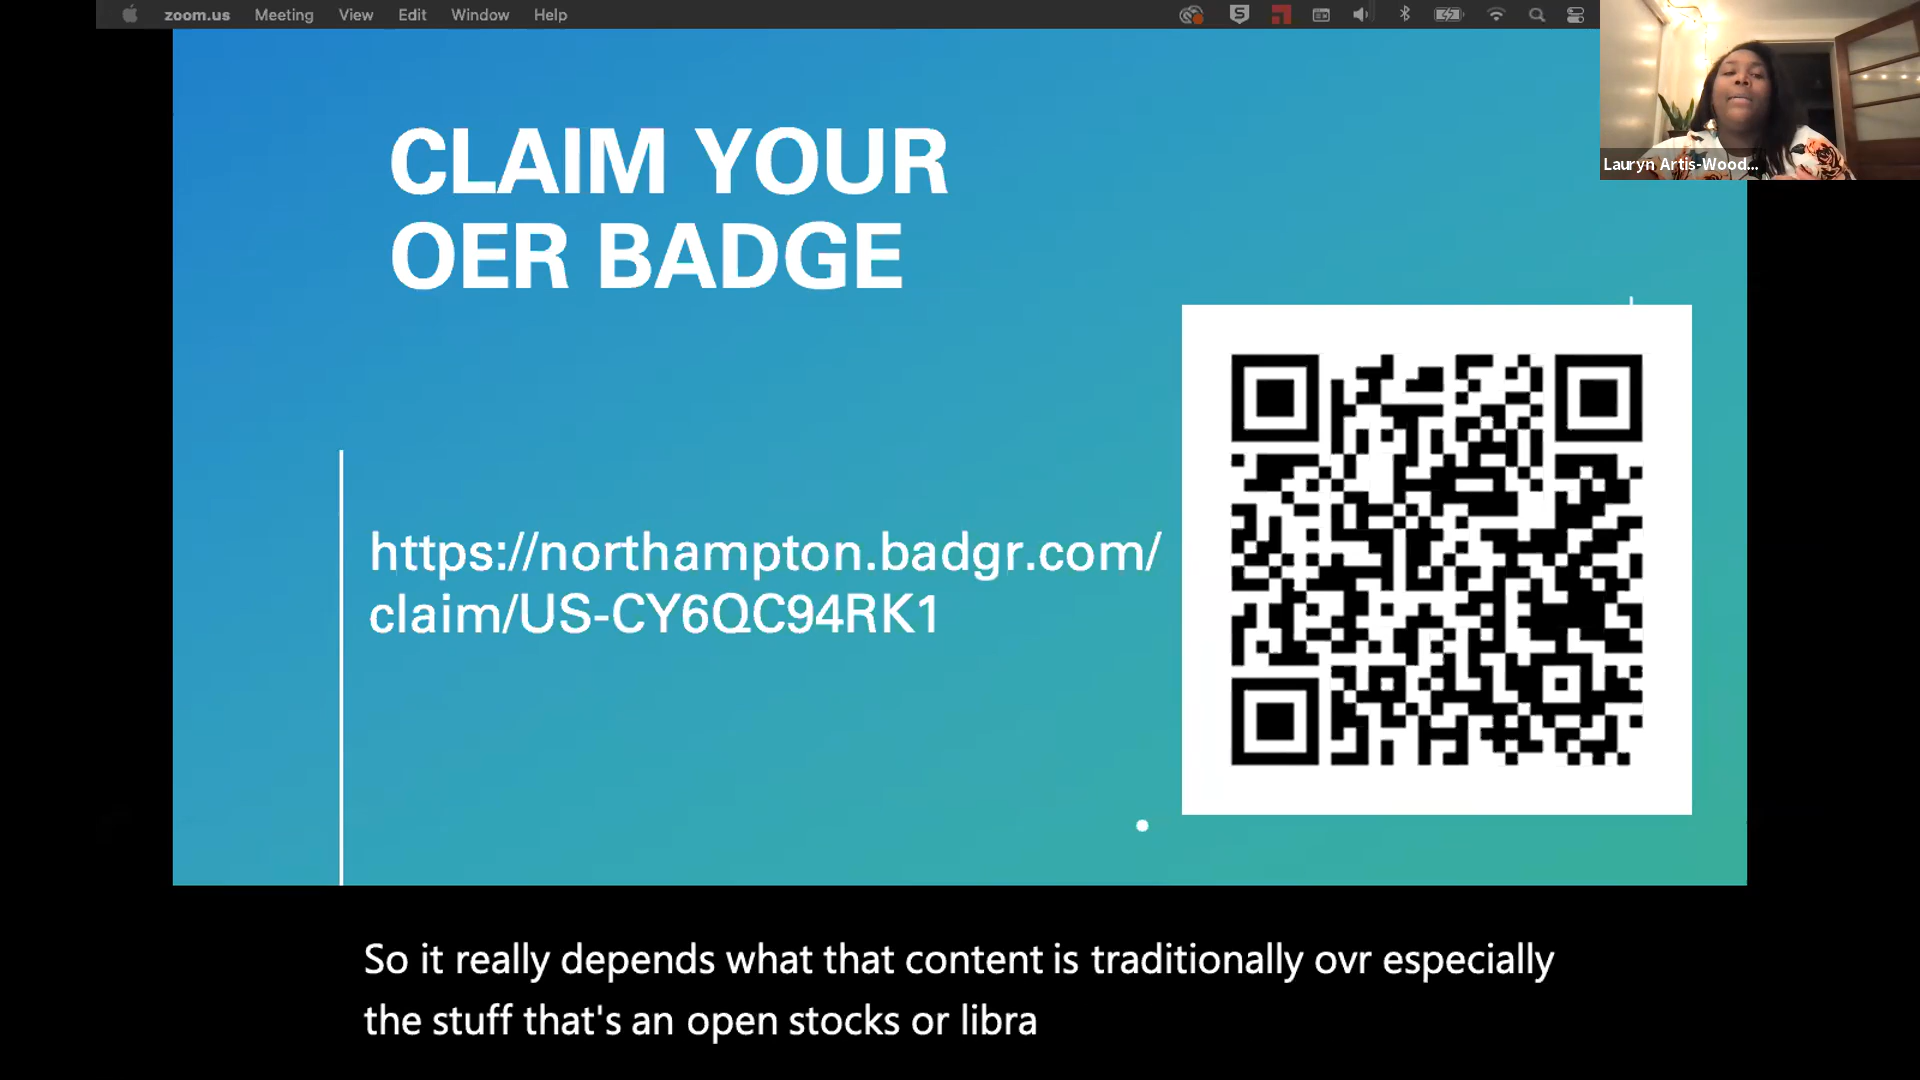 zoom.us Meeting View Edit Window Help
Lauryn Artis-Wood...
CLAIM YOUR
OER BADGE
https://northampton.badgr.com/
claim/US-CY6QC94RK1
So it really depends what that content is traditionally ovr especially
the stuff that's an open stocks or libra